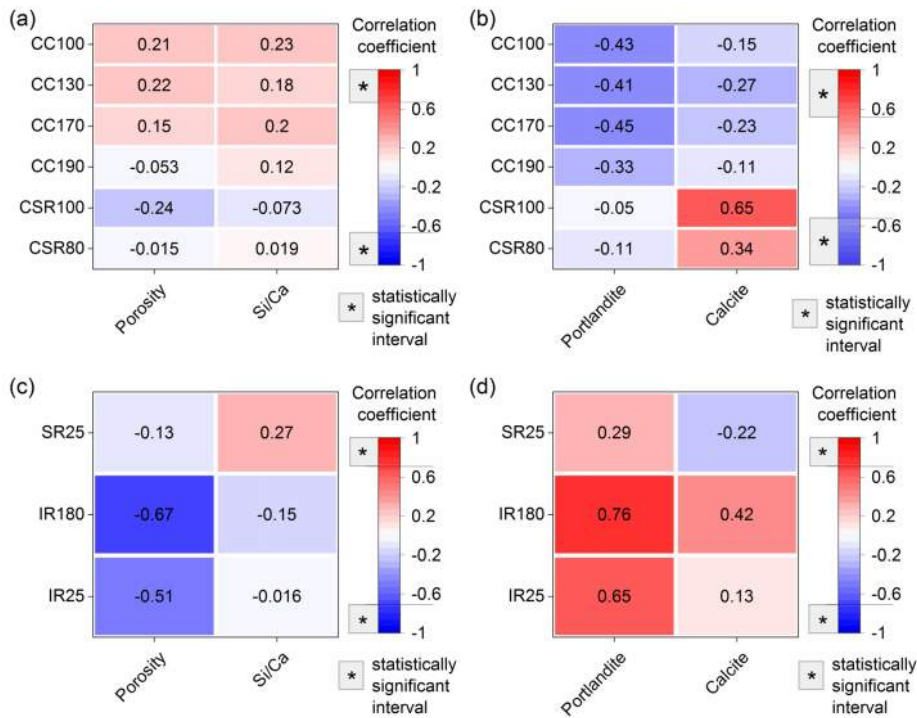 (a)
CC100 0.21 0.23
CC130 0.22 0.18
CC170 0.15 0.2
CC190 -0.053 0.12
CSR100 -0.24 -0.073
CSR80 -0.015 0.019
Porosity Si/Ca
Correlation
coefficient
*
1
0.6
0.2
-0.2
-0.6
-1
*
* statistically
significant
interval
(b)
CC100 -0.43 -0.15
CC130 -0.41 -0.27
CC170 -0.45 -0.23
CC190 -0.33 -0.11
CSR100 -0.05 0.65
CSR80 -0.11 0.34
Portlandite Calcite
Correlation
coefficient
*
1
0.6
0.2
-0.2
-0.6
-1
*
* statistically
significant
interval
(c)
SR25 -0.13 0.27
IR180 -0.67 -0.15
IR25 -0.51 -0.016
Porosity Si/Ca
Correlation
coefficient
*
1
0.6
0.2
-0.2
-0.6
-1
*
* statistically
significant
interval
(d)
SR25 0.29 -0.22
IR180 0.76 0.42
IR25 0.65 0.13
Portlandite Calcite
Correlation
coefficient
*
1
0.6
0.2
-0.2
-0.6
-1
*
* statistically
significant
interval